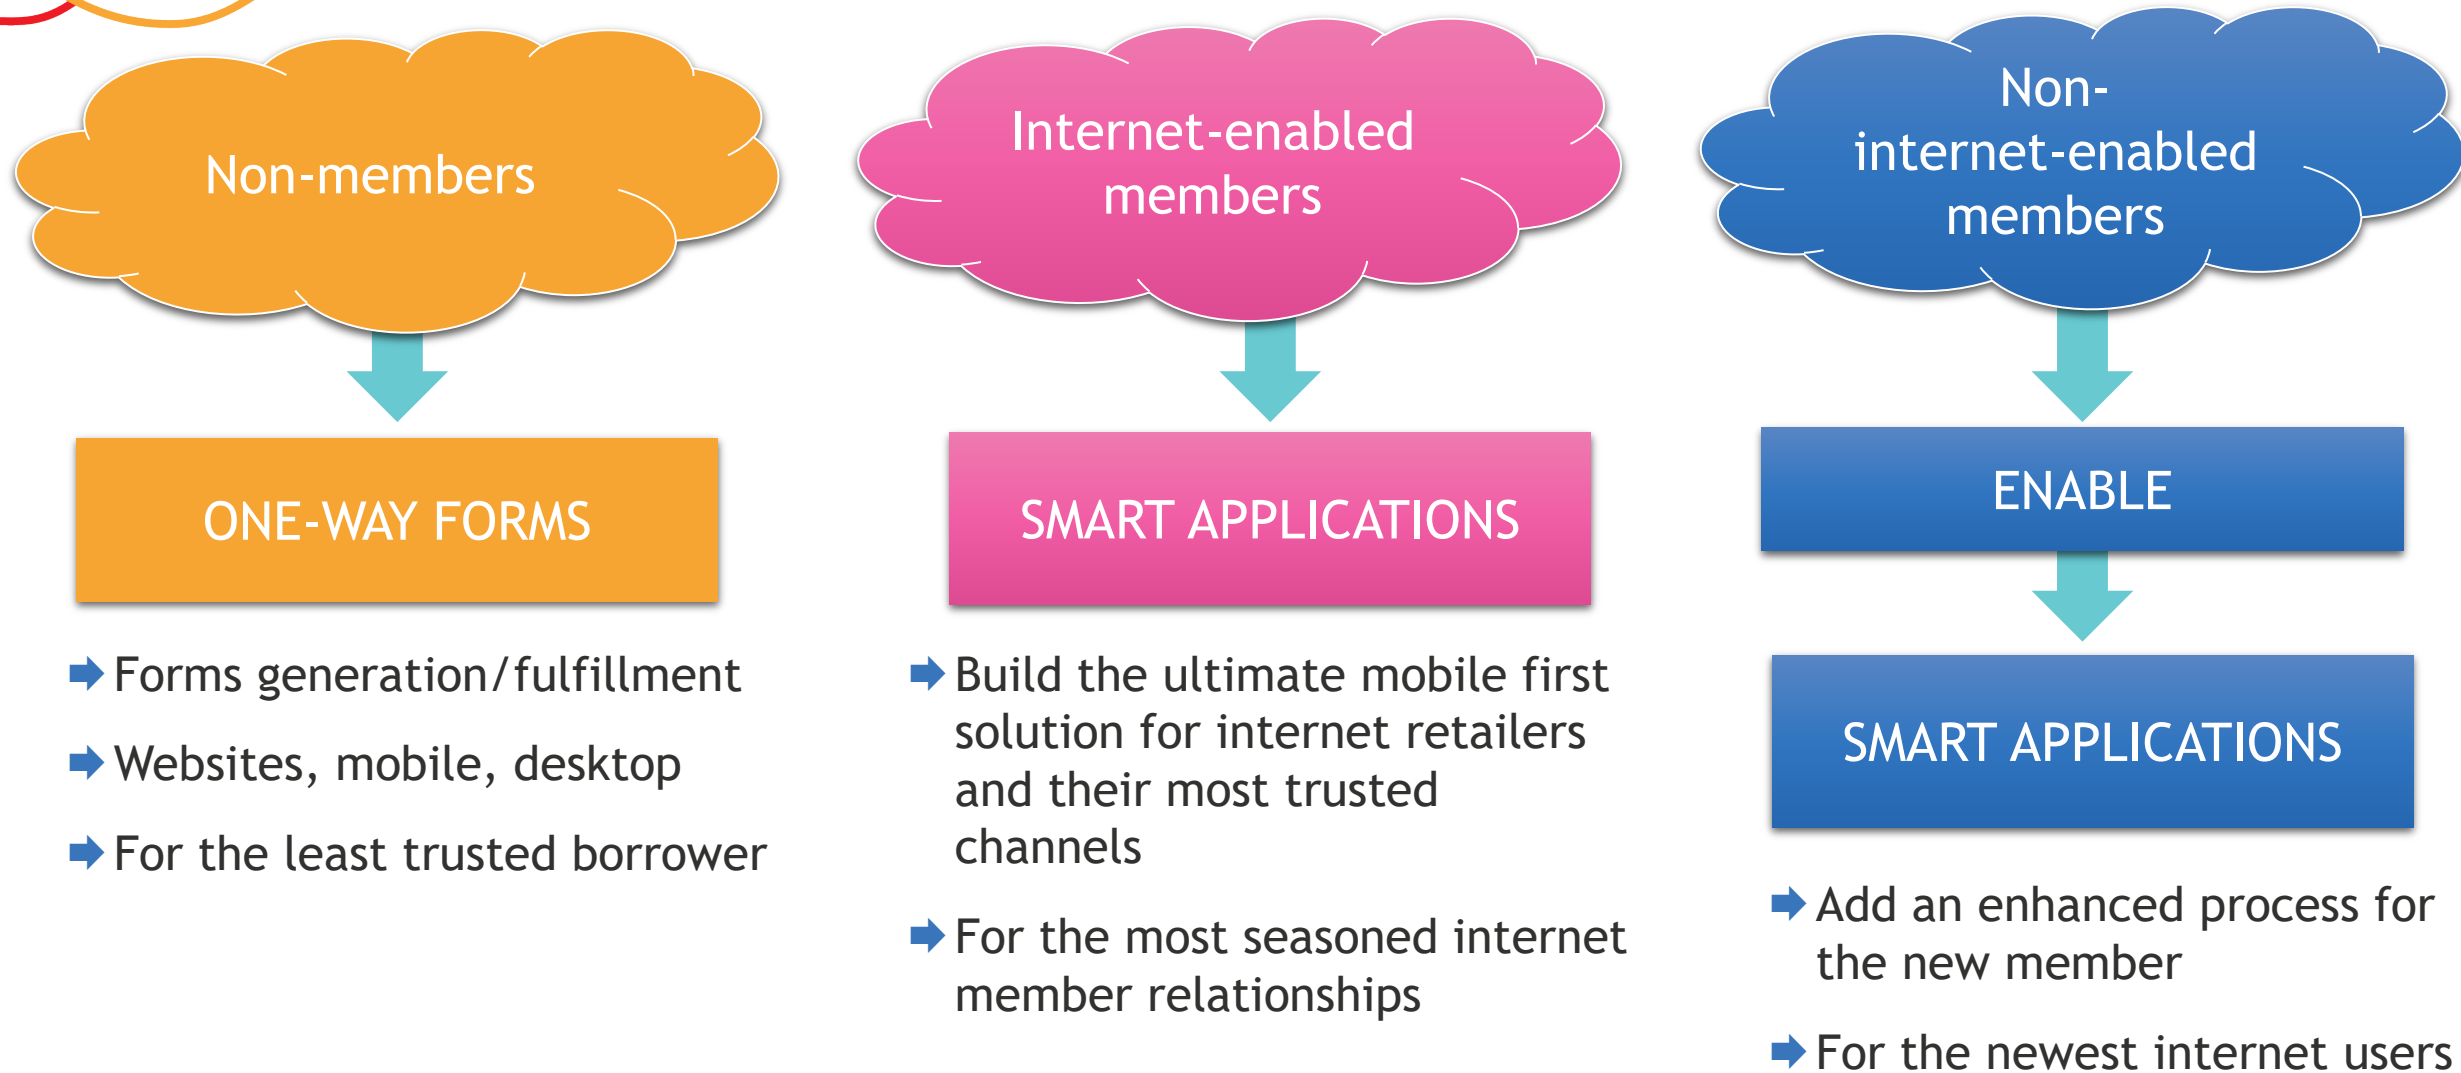 Non-members
ONE-WAY FORMS
Forms generation/fulfillment
Websites, mobile, desktop
For the least trusted borrower
Internet-enabled
members
SMART APPLICATIONS
Build the ultimate mobile first
solution for internet retailers
and their most trusted
channels
For the most seasoned internet
member relationships
Non-
internet-enabled
members
ENABLE
SMART APPLICATIONS
Add an enhanced process for
the new member
For the newest internet users